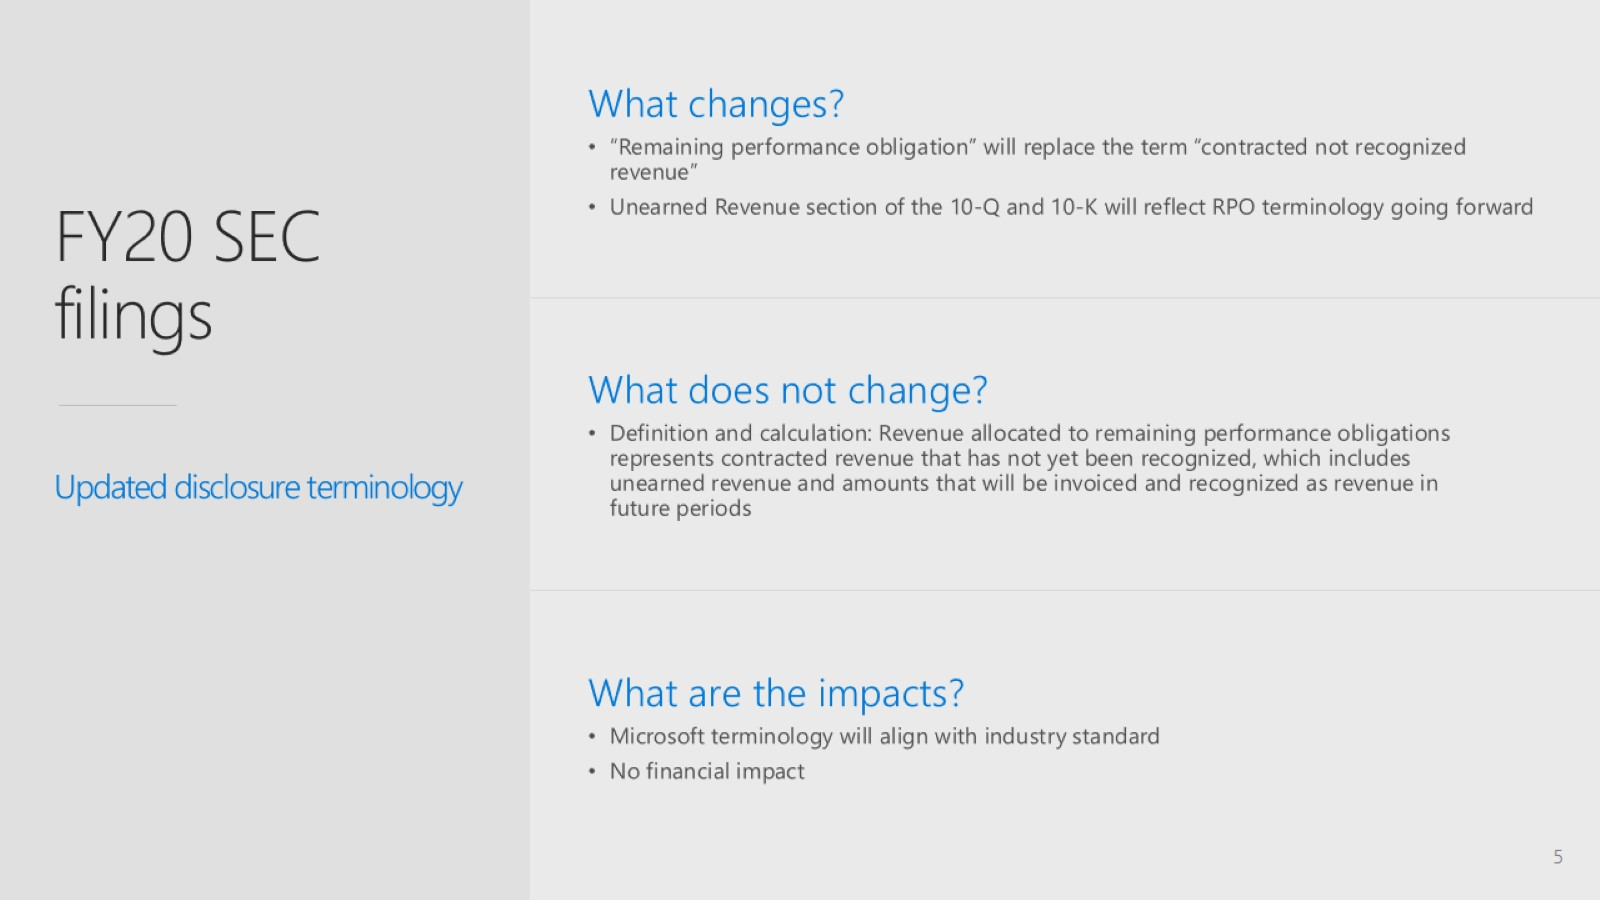 FY20 SEC
filings
Updated disclosure terminology
What changes?
• “Remaining performance obligation” will replace the term “contracted not recognized
revenue”
• Unearned Revenue section of the 10-Q and 10-K will reflect RPO terminology going forward
What does not change?
• Definition and calculation: Revenue allocated to remaining performance obligations
represents contracted revenue that has not yet been recognized, which includes
unearned revenue and amounts that will be invoiced and recognized as revenue in
future periods
What are the impacts?
• Microsoft terminology will align with industry standard
• No financial impact
5